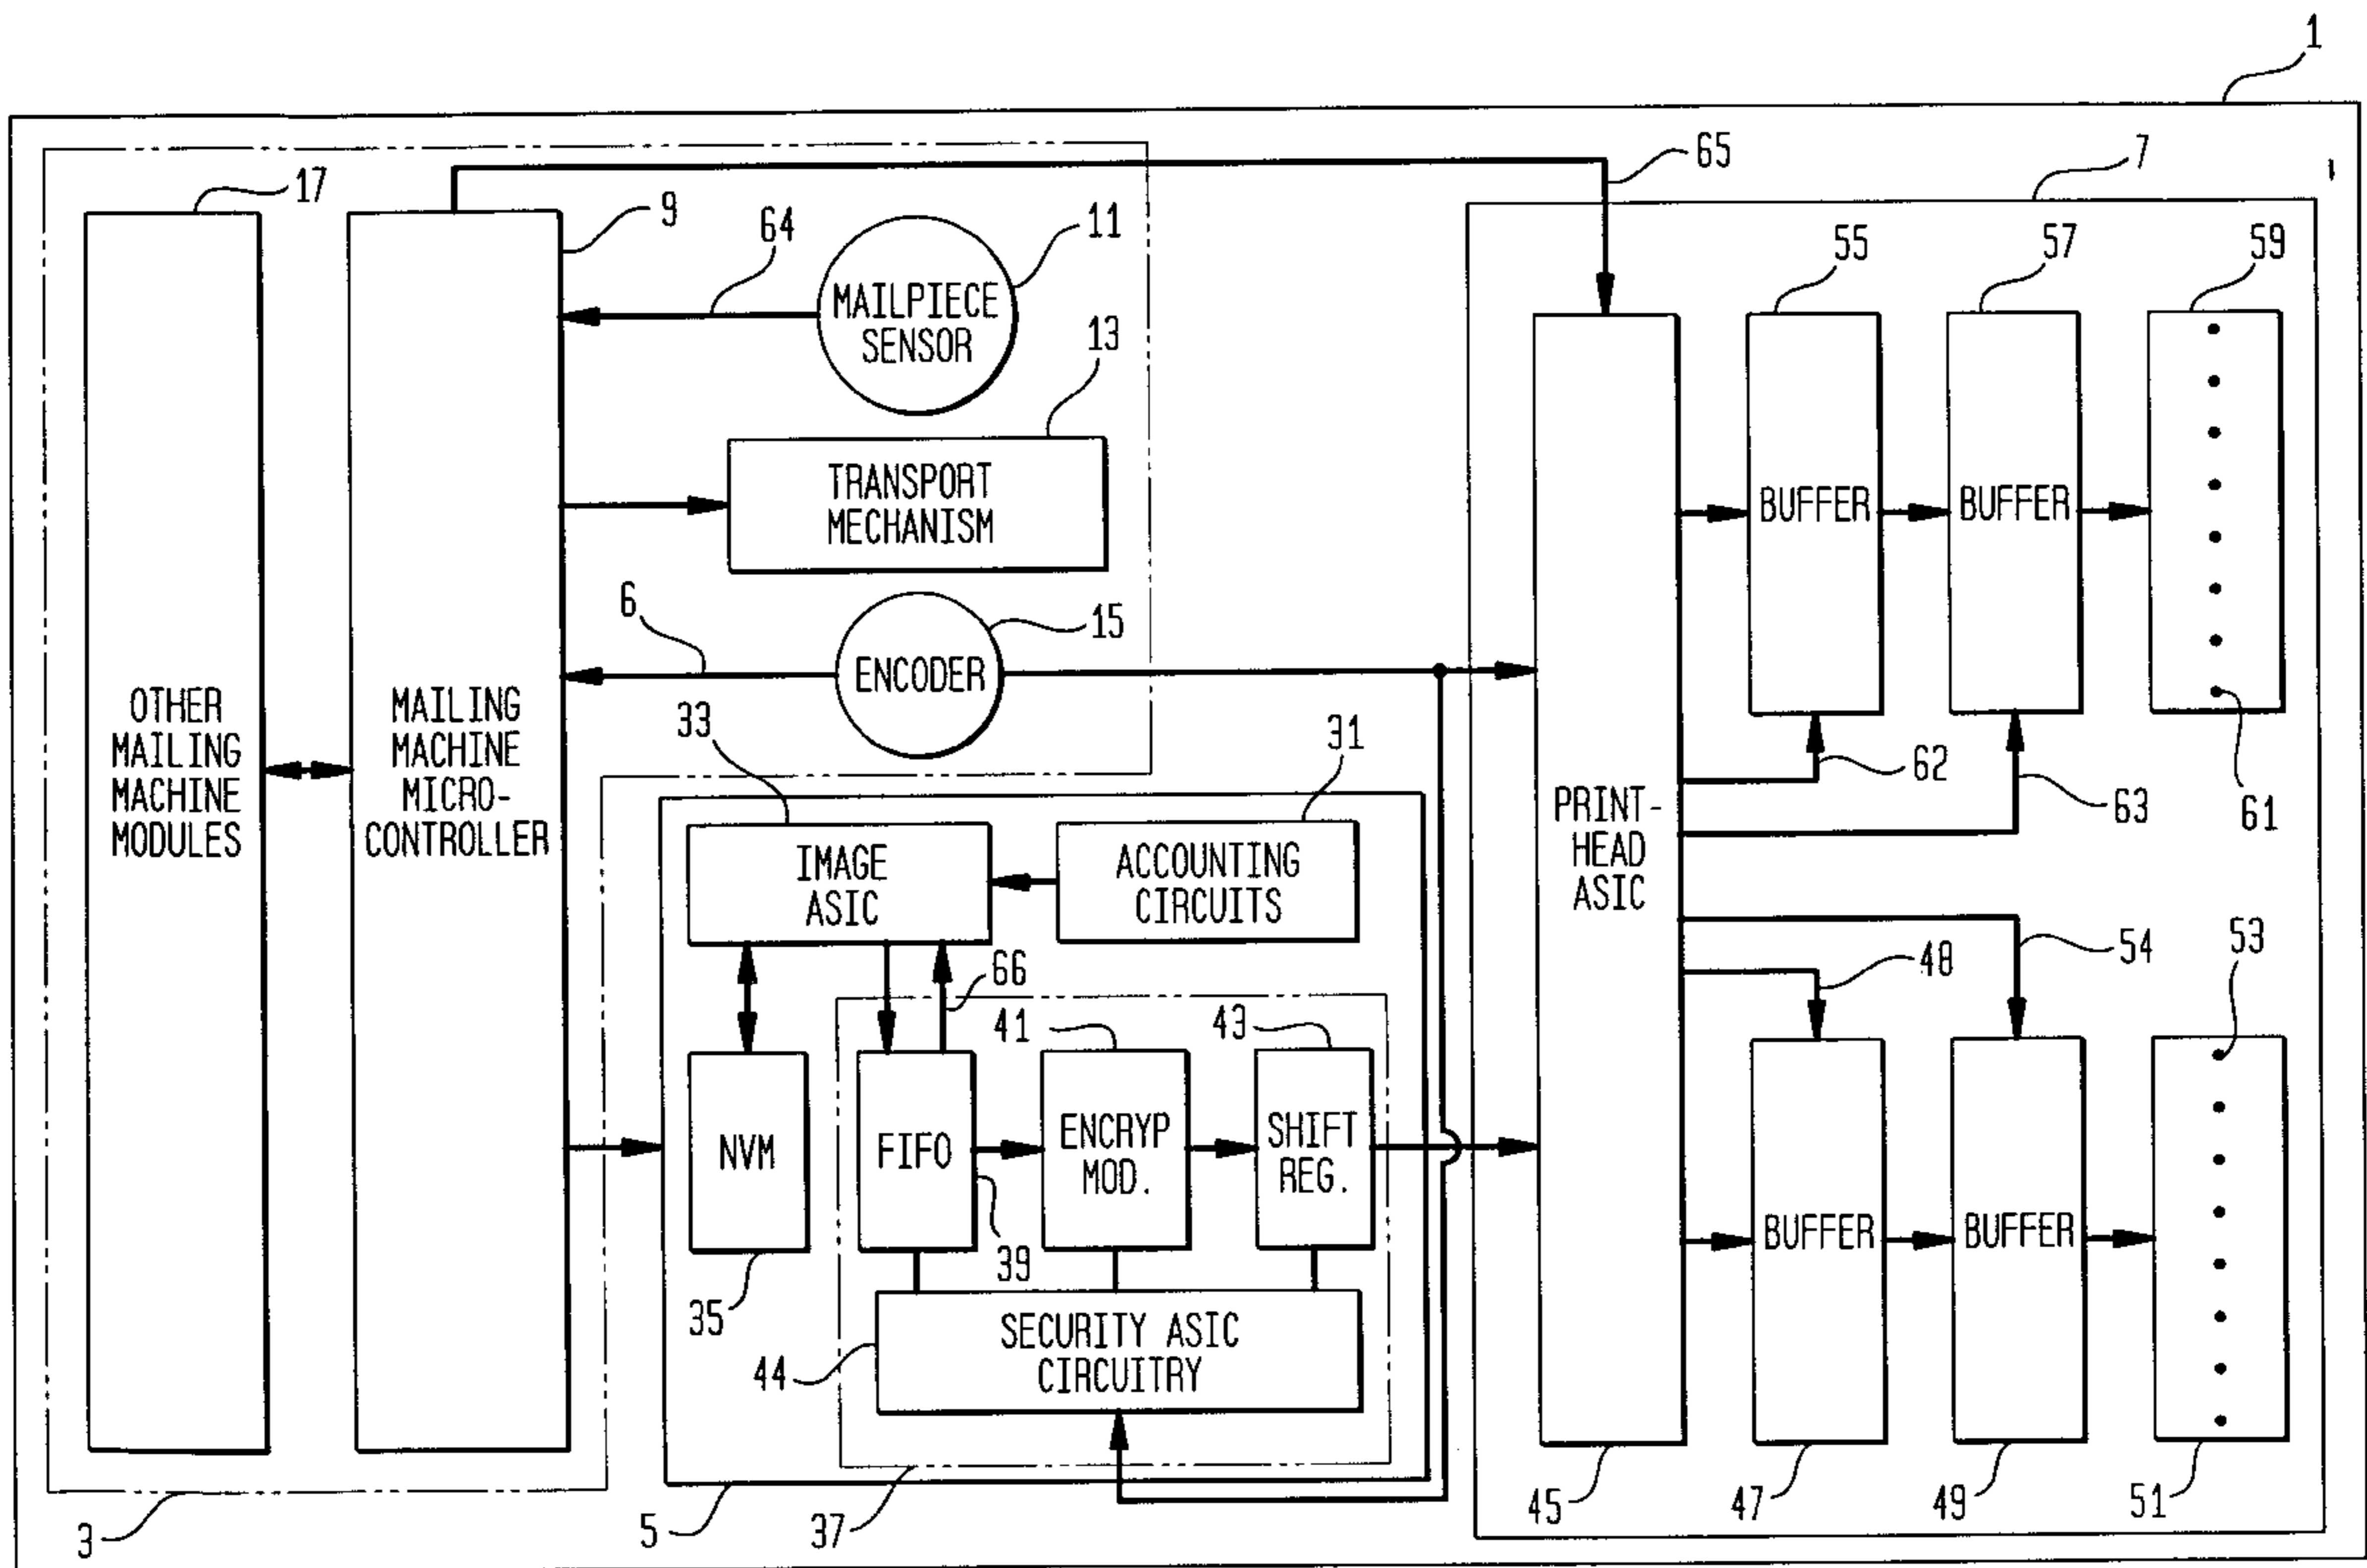 1
17
9
64
11
65
7
55
57
59
MAILPIECE
SENSOR
13
TRANSPORT
MECHANISM
BUFFER
BUFFER
6
15
ENCODER
OTHER
MAILING
MACHINE
MODULES
MAILING
MACHINE
MICRO-
CONTROLLER
33
31
62
63
61
PRINT-
HEAD
ASIC
IMAGE
ASIC
ACCOUNTING
CIRCUITS
66
41
43
48
54
53
NVM
FIFO
ENCRYP
MOD.
SHIFT
REG.
BUFFER
BUFFER
39
35
SECURITY ASIC
CIRCUITRY
44
3
5
37
45
47
49
51